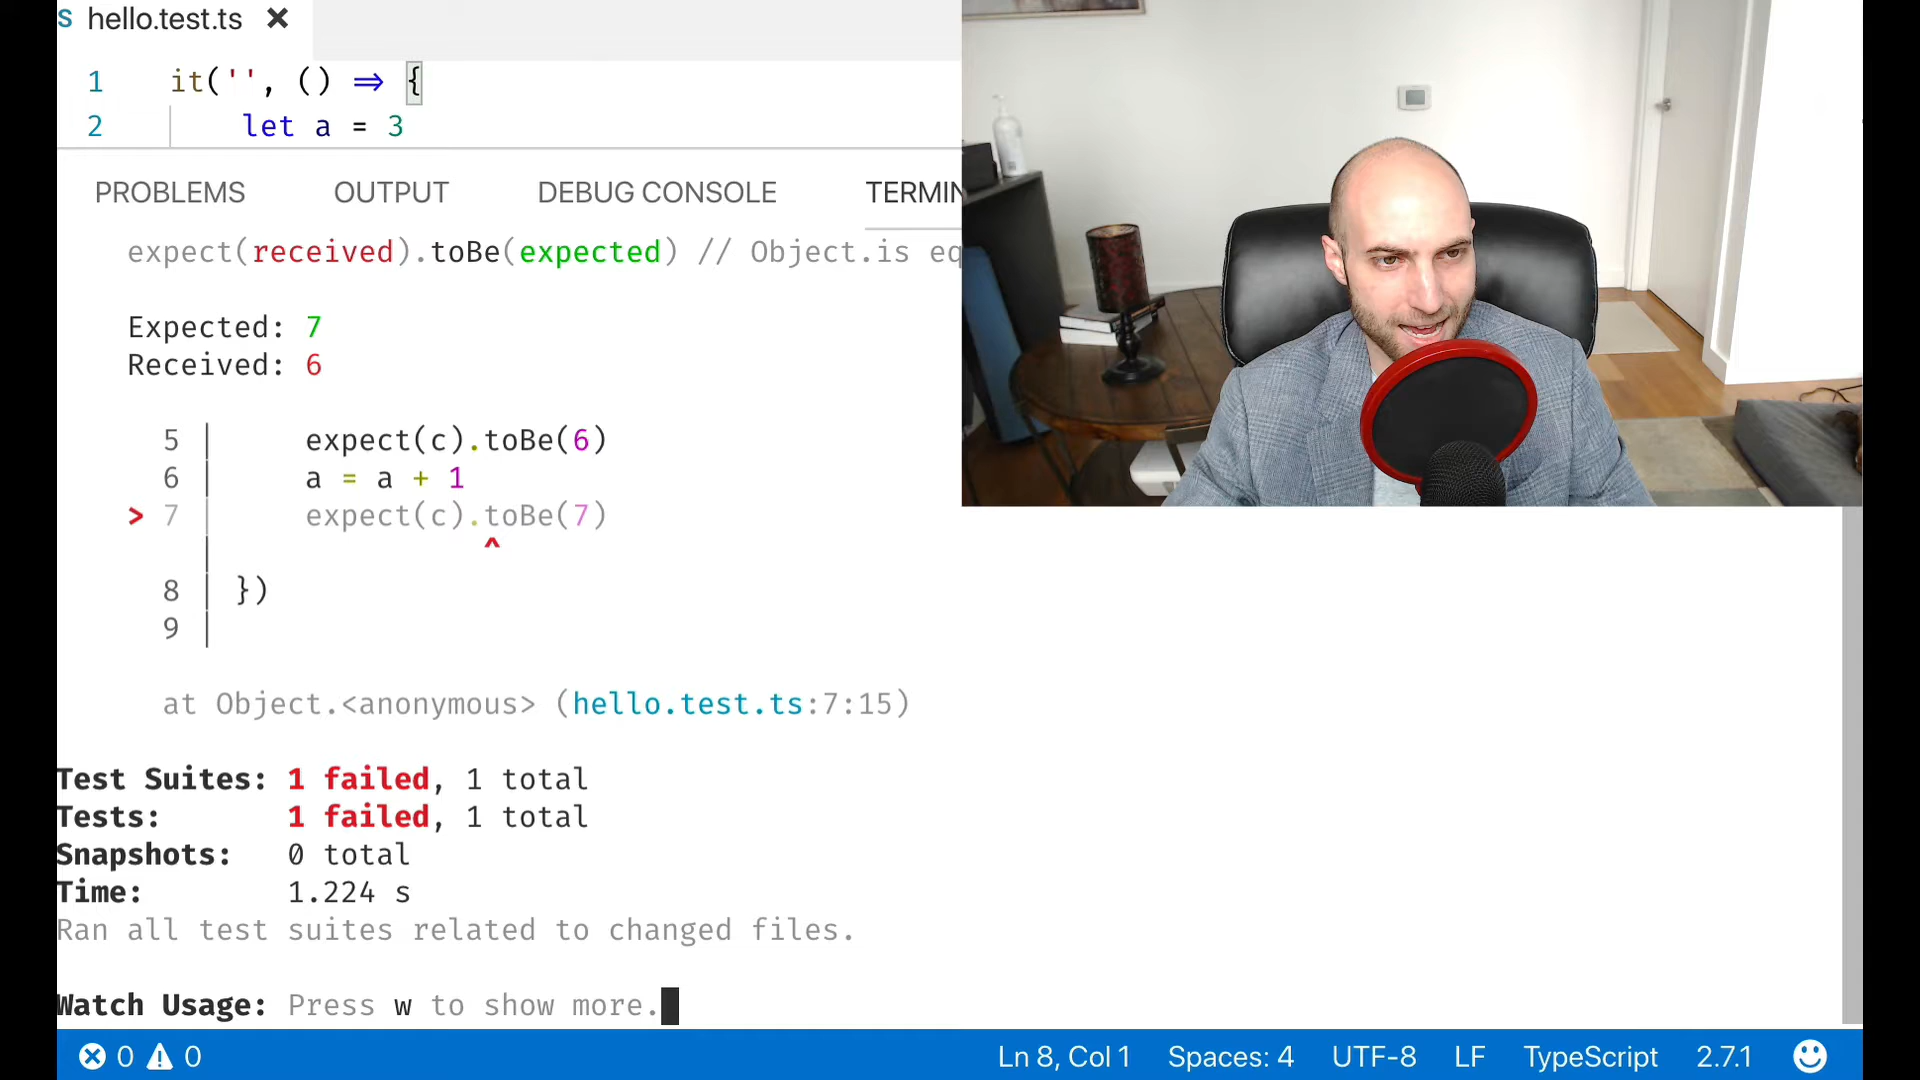 hello.test.ts
1 it('', () => {
2 let a = 3
PROBLEMS OUTPUT DEBUG CONSOLE TERMIN
expect(received).toBe(expected) // Object.is eq
Expected: 7
Received: 6
5 | expect(c).toBe(6)
6 | a = a + 1
> 7 | expect(c).toBe(7)
| ^
8 | })
9 |
at Object.<anonymous> (hello.test.ts:7:15)
Test Suites: 1 failed, 1 total
Tests: 1 failed, 1 total
Snapshots: 0 total
Time: 1.224 s
Ran all test suites related to changed files.
Watch Usage: Press w to show more.
0 0 Ln 8, Col 1 Spaces: 4 UTF-8 LF TypeScript 2.7.1